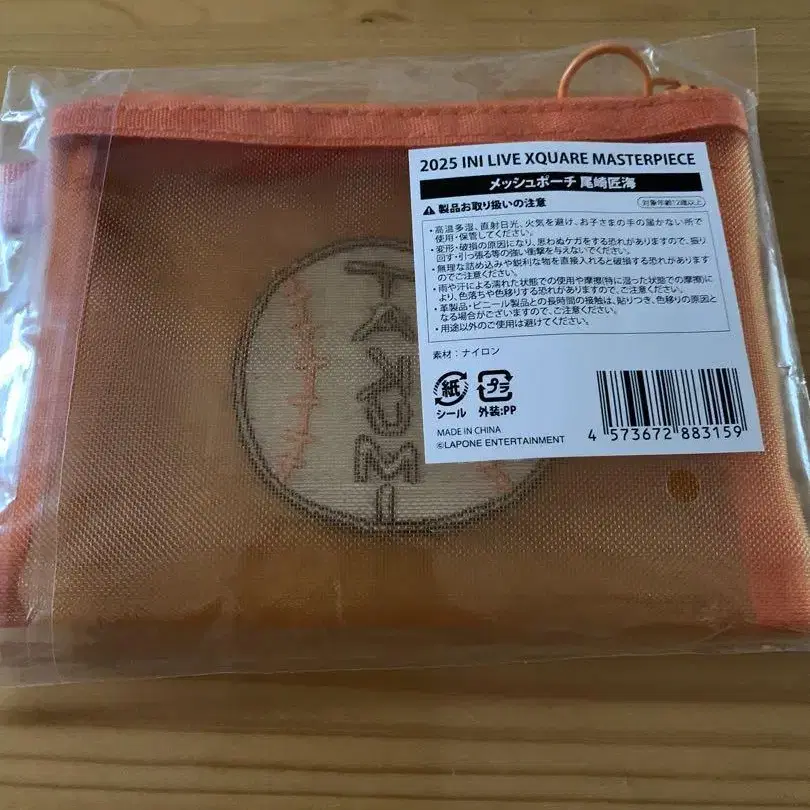 2025 INI LIVE XQUARE MASTERPIECE
メッシュポーチ 尾崎匠海
製品お取り扱いの注意
対象年齢12歳以上
・高温多湿、直射日光、火気を避け、お子さまの手の届かない所で
使用・保管してください。
・変形・破損の原因になり、思わぬケガをする恐れがありますので、振り
回す・引っ張る等の強い衝撃を与えないでください。
・無理な詰め込みや鋭利な物を直接入れると破損する恐れがあります
のでご注意ください。
・雨や汗による濡れた状態での使用や摩擦(特に湿った状態での摩擦)に
より、色落ちや色移りする恐れがありますので、ご注意ください。
・革製品・ビニール製品との長時間の接触は、貼りつき、色移りの原因と
なる場合がございますので、ご注意ください。
・用途以外のご使用は避けてください。
素材：ナイロン
紙
シール
プラ
外装:PP
MADE IN CHINA
©LAPONE ENTERTAINMENT
4 573672 883159
TAKUMI